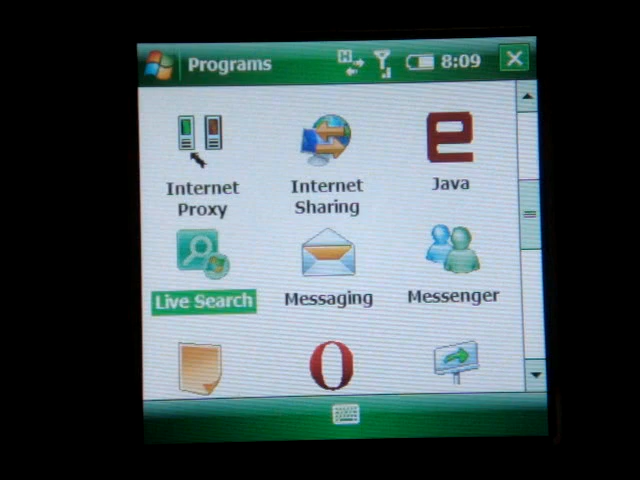 Programs
H
8:09
Internet
Proxy
Internet
Sharing
Java
Live Search
Messaging
Messenger